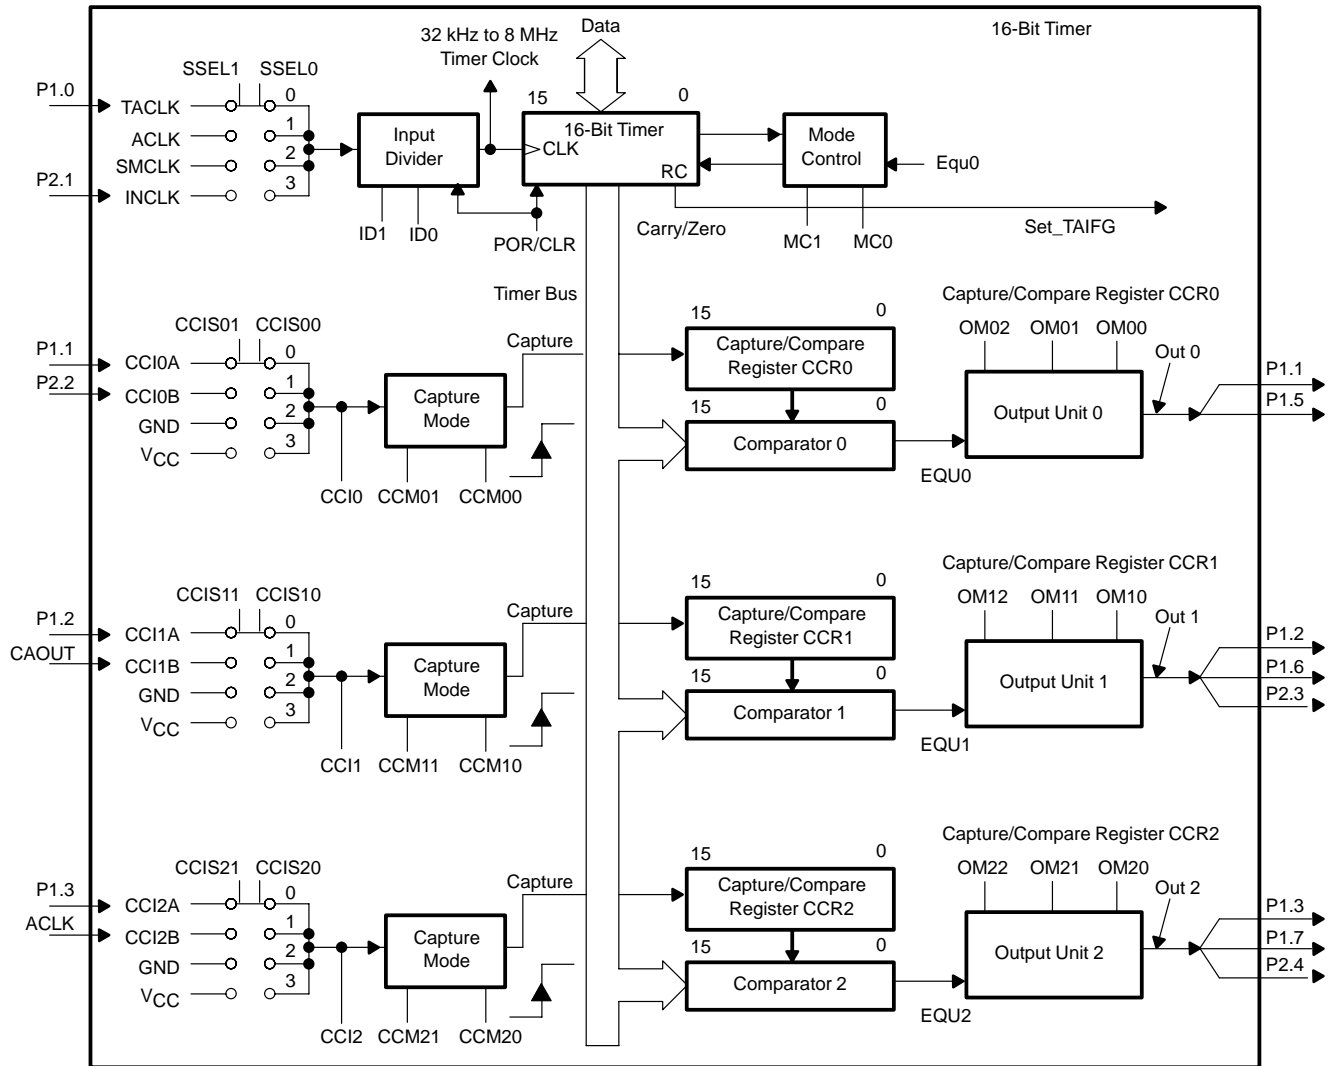 32 kHz to 8 MHz
Timer Clock
Data
16-Bit Timer
SSEL1 SSEL0
15 0
P1.0
TACLK
0
ACLK
1
SMCLK
2
P2.1
INCLK
3
Input
Divider
16-Bit Timer
CLK
RC
Mode
Control
Equ0
ID1 ID0
POR/CLR
Carry/Zero
MC1 MC0
Set_TAIFG
Timer Bus
CCIS01 CCIS00
P1.1
CCI0A
0
P2.2
CCI0B
1
GND
2
VCC
3
Capture
Mode
Capture
CCI0 CCM01 CCM00
15 0
Capture/Compare
Register CCR0
15 0
Comparator 0
EQU0
Capture/Compare Register CCR0
OM02 OM01 OM00
Out 0
Output Unit 0
P1.1
P1.5
CCIS11 CCIS10
P1.2
CCI1A
0
CAOUT
CCI1B
1
GND
2
VCC
3
Capture
Mode
Capture
CCI1 CCM11 CCM10
15 0
Capture/Compare
Register CCR1
15 0
Comparator 1
EQU1
Capture/Compare Register CCR1
OM12 OM11 OM10
Out 1
Output Unit 1
P1.2
P1.6
P2.3
CCIS21 CCIS20
P1.3
CCI2A
0
ACLK
CCI2B
1
GND
2
VCC
3
Capture
Mode
Capture
CCI2 CCM21 CCM20
15 0
Capture/Compare
Register CCR2
15 0
Comparator 2
EQU2
Capture/Compare Register CCR2
OM22 OM21 OM20
Out 2
Output Unit 2
P1.3
P1.7
P2.4